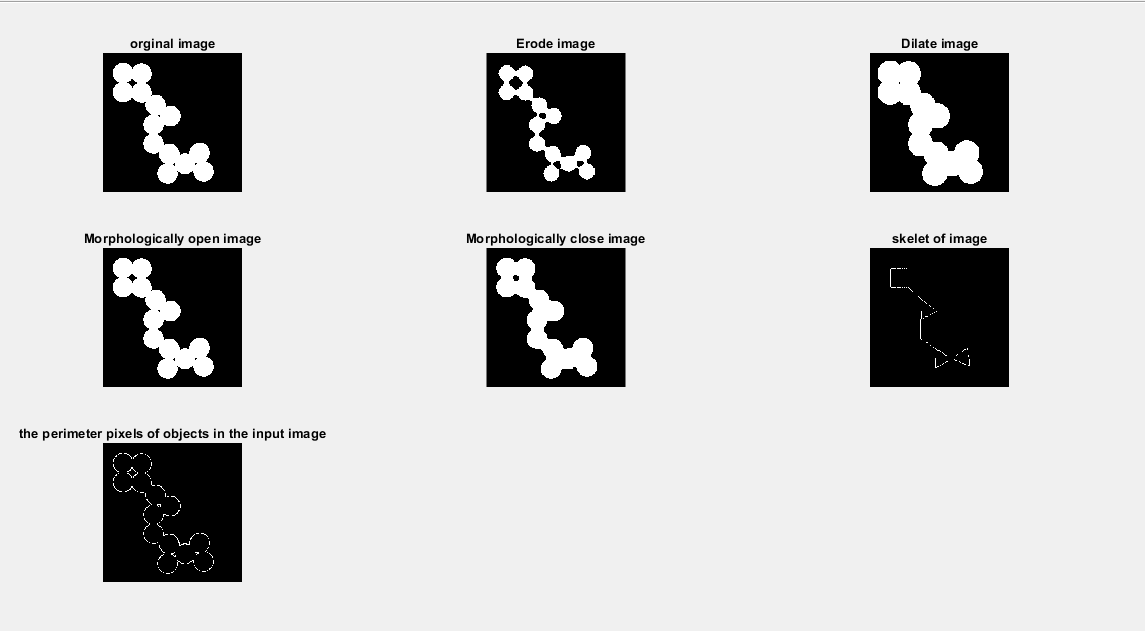 orginal image
Erode image
Dilate image
Morphologically open image
Morphologically close image
skelet of image
the perimeter pixels of objects in the input image